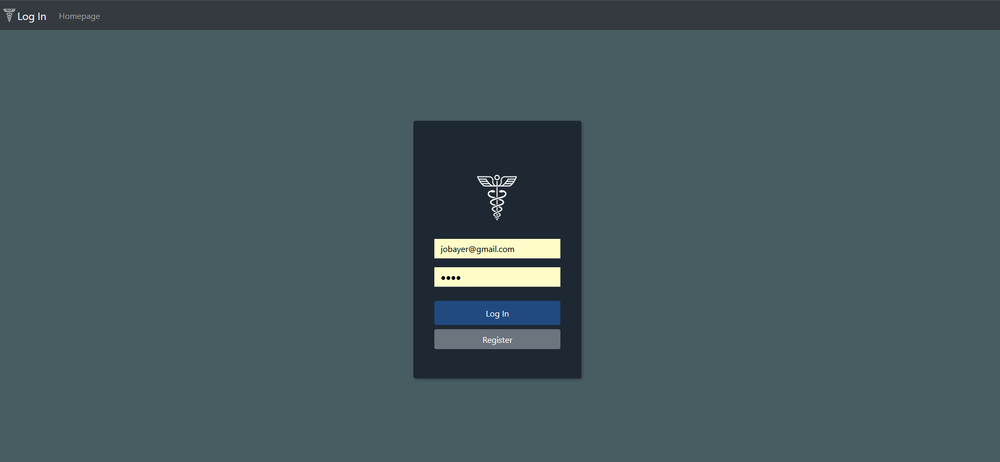 Log In Homepage
jobayer@gmail.com
••••
Log In
Register